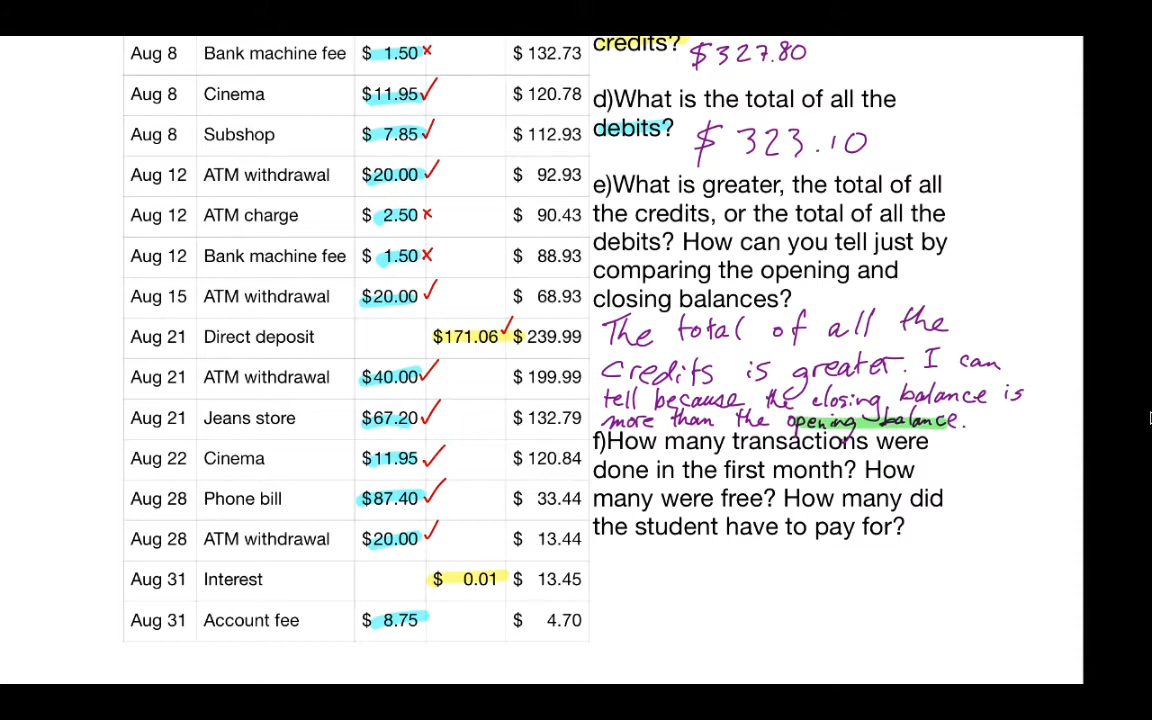 Aug 8 Bank machine fee $ 1.50 x $ 132.73
Aug 8 Cinema $11.95 ✓ $ 120.78
Aug 8 Subshop $ 7.85 ✓ $ 112.93
Aug 12 ATM withdrawal $20.00 ✓ $ 92.93
Aug 12 ATM charge $ 2.50 x $ 90.43
Aug 12 Bank machine fee $ 1.50 x $ 88.93
Aug 15 ATM withdrawal $20.00 ✓ $ 68.93
Aug 21 Direct deposit $171.06 ✓ $ 239.99
Aug 21 ATM withdrawal $40.00 ✓ $ 199.99
Aug 21 Jeans store $67.20 ✓ $ 132.79
Aug 22 Cinema $11.95 ✓ $ 120.84
Aug 28 Phone bill $87.40 ✓ $ 33.44
Aug 28 ATM withdrawal $20.00 ✓ $ 13.44
Aug 31 Interest $ 0.01 $ 13.45
Aug 31 Account fee $ 8.75 $ 4.70
credits? $327.80
d)What is the total of all the
debits? $ 323.10
e)What is greater, the total of all
the credits, or the total of all the
debits? How can you tell just by
comparing the opening and
closing balances?
The total of all the
credits is greater. I can
tell because the closing balance is
more than the opening balance.
f)How many transactions were
done in the first month? How
many were free? How many did
the student have to pay for?